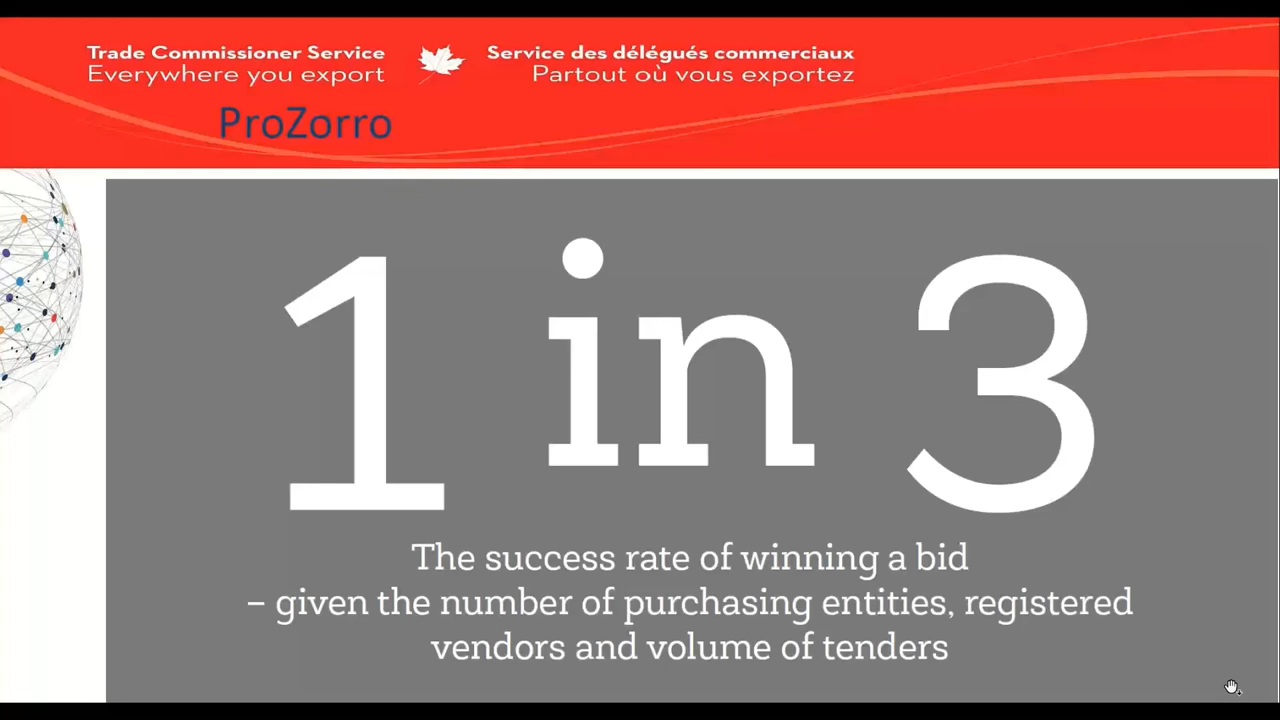 Trade Commissioner Service
Everywhere you export
Service des délégués commerciaux
Partout où vous exportez
ProZorro
1 in 3
The success rate of winning a bid
– given the number of purchasing entities, registered
vendors and volume of tenders